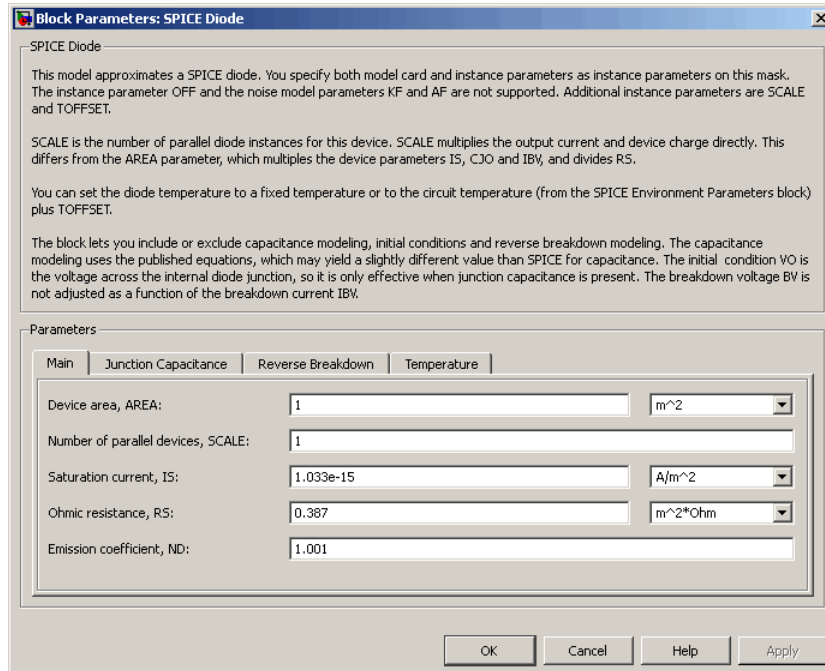 Block Parameters: SPICE Diode
SPICE Diode
This model approximates a SPICE diode. You specify both model card and instance parameters as instance parameters on this mask.
The instance parameter OFF and the noise model parameters KF and AF are not supported. Additional instance parameters are SCALE
and TOFFSET.
SCALE is the number of parallel diode instances for this device. SCALE multiplies the output current and device charge directly. This
differs from the AREA parameter, which multiples the device parameters IS, CJO and IBV, and divides RS.
You can set the diode temperature to a fixed temperature or to the circuit temperature (from the SPICE Environment Parameters block)
plus TOFFSET.
The block lets you include or exclude capacitance modeling, initial conditions and reverse breakdown modeling. The capacitance
modeling uses the published equations, which may yield a slightly different value than SPICE for capacitance. The initial condition VO is
the voltage across the internal diode junction, so it is only effective when junction capacitance is present. The breakdown voltage BV is
not adjusted as a function of the breakdown current IBV.
Parameters
Main Junction Capacitance Reverse Breakdown Temperature
Device area, AREA: 1 m^2
Number of parallel devices, SCALE: 1
Saturation current, IS: 1.033e-15 A/m^2
Ohmic resistance, RS: 0.387 m^2*Ohm
Emission coefficient, ND: 1.001
OK Cancel Help Apply